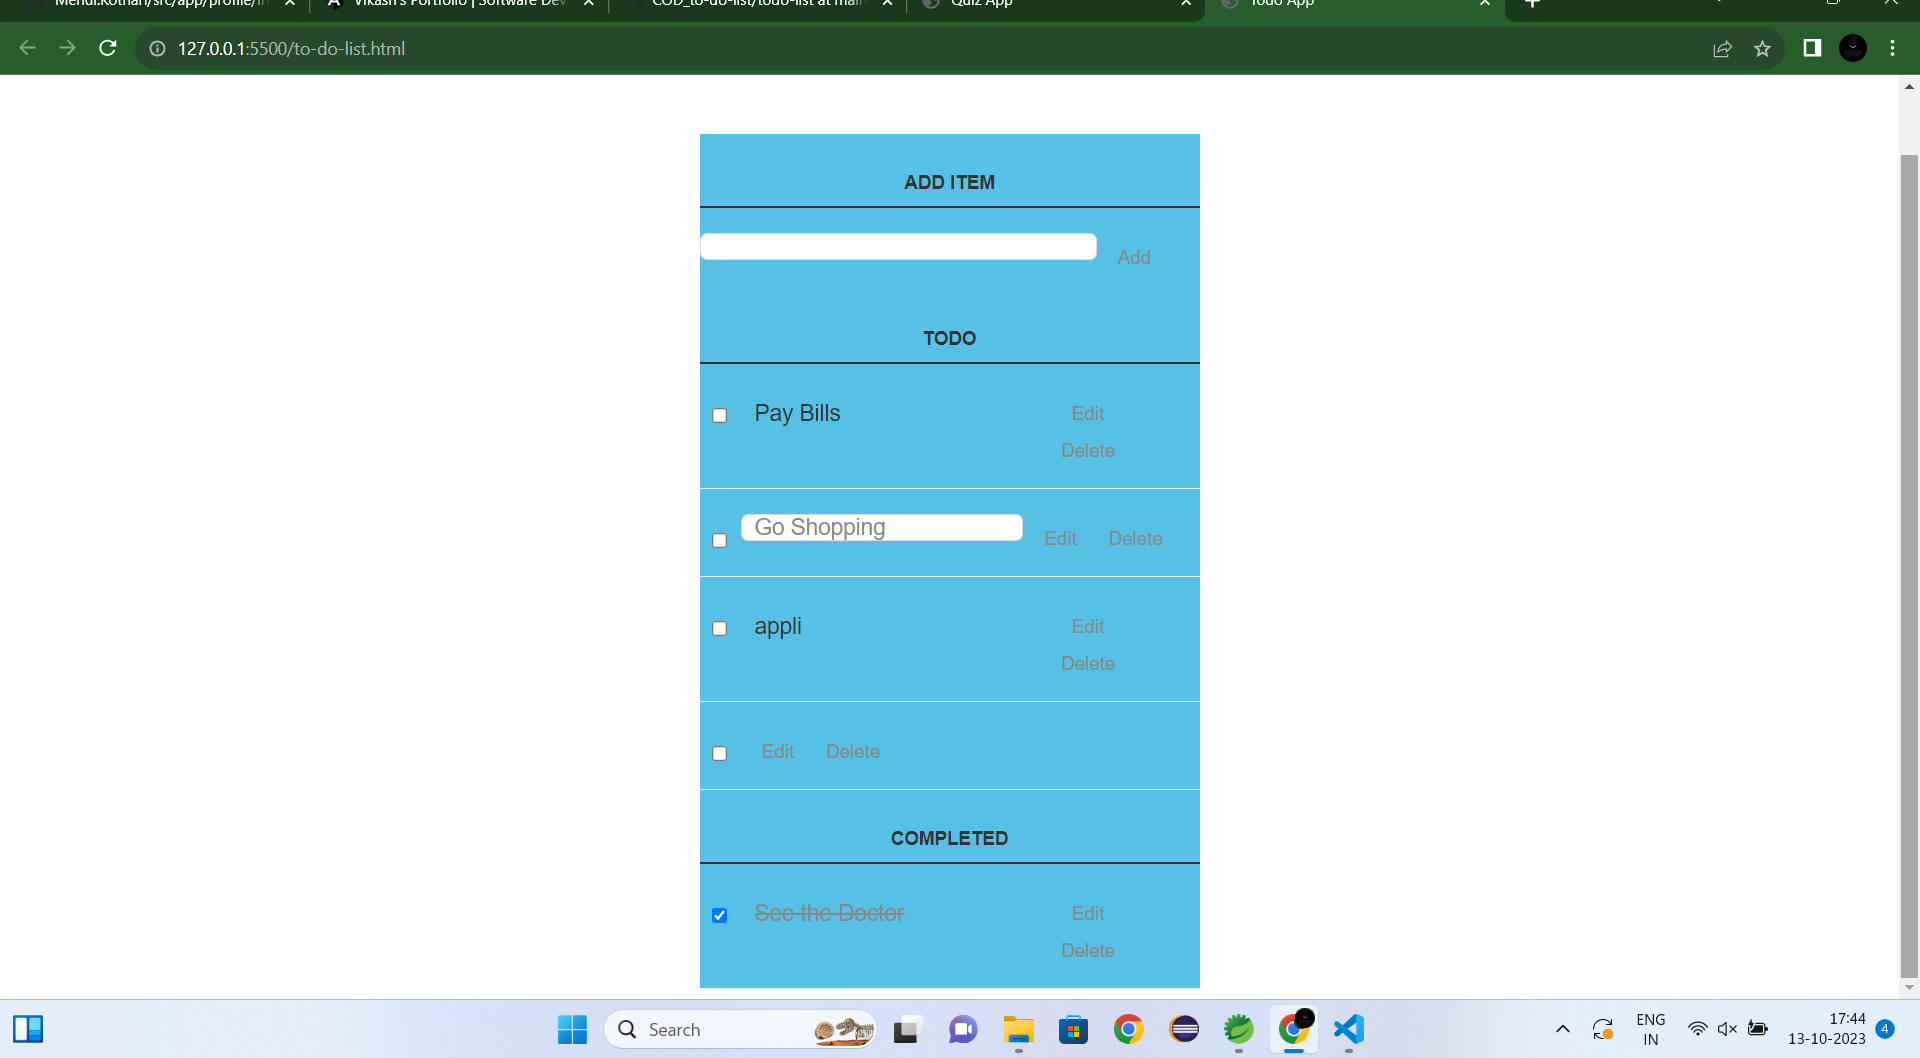 Mehul.Kothari/src/app/profile/
Vikash's Portfolio | Software Dev
COD_to-do-list/todo-list at main
Quiz App
Todo App
127.0.0.1:5500/to-do-list.html
ADD ITEM
Add
TODO
Pay Bills
Edit
Delete
Go Shopping
Edit
Delete
appli
Edit
Delete
Edit
Delete
COMPLETED
See the Doctor
Edit
Delete
Search
ENG
IN
17:44
13-10-2023
4